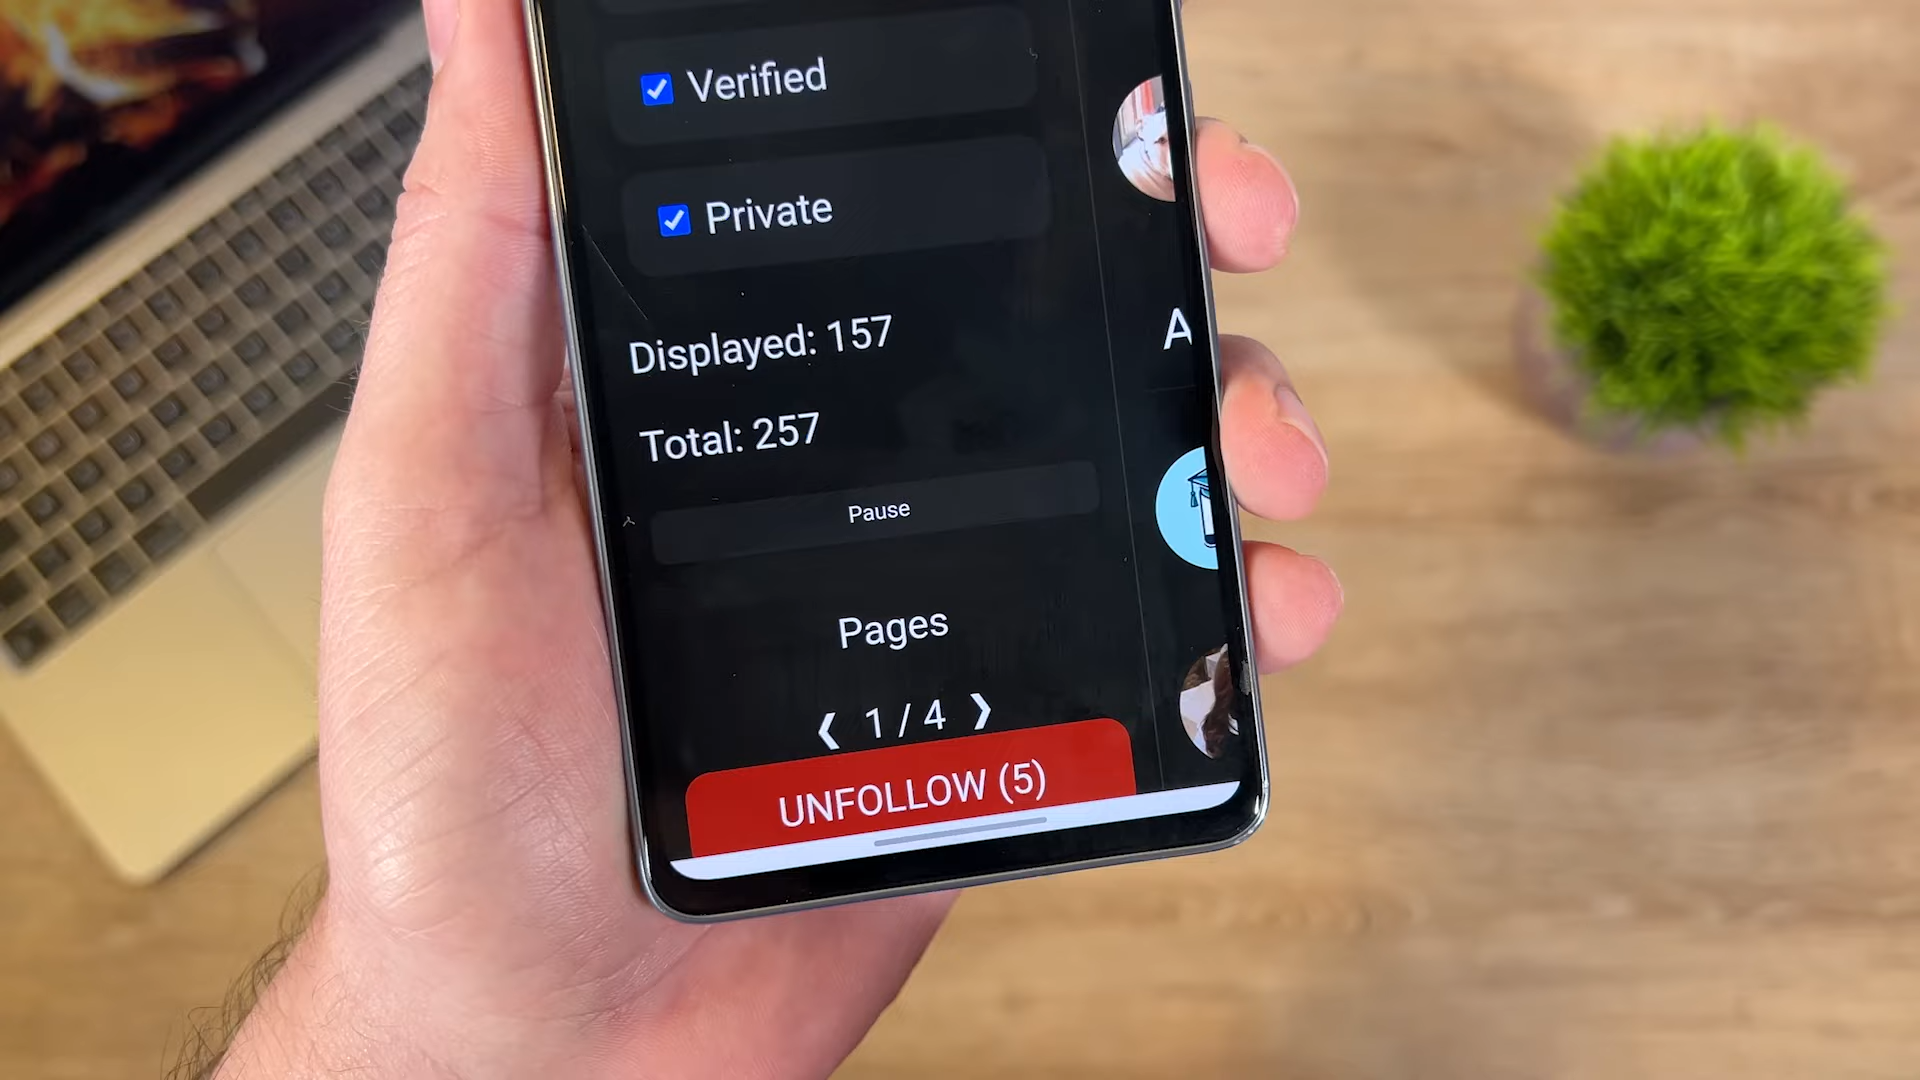 Verified
Private
Displayed: 157
A
Total: 257
Pause
Pages
❮ 1 / 4 ❯
UNFOLLOW (5)